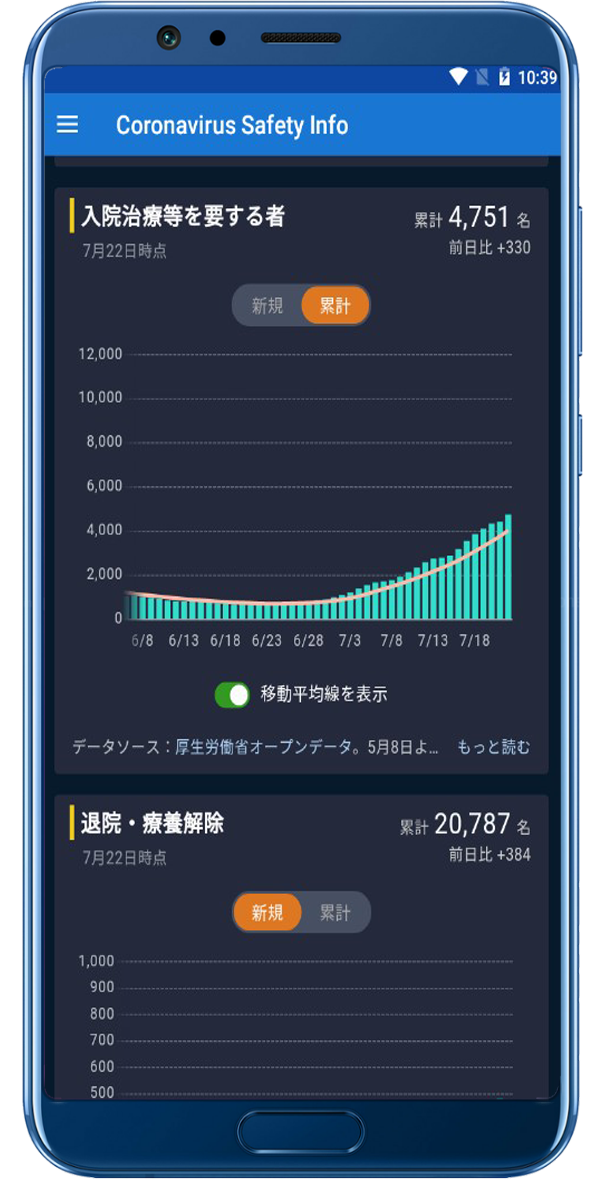 10:39
Coronavirus Safety Info
入院治療等を要する者 累計 4,751 名
7月22日時点 前日比 +330
新規 累計
12,000
10,000
8,000
6,000
4,000
2,000
0
6/8 6/13 6/18 6/23 6/28 7/3 7/8 7/13 7/18
移動平均線を表示
データソース：厚生労働省オープンデータ。5月8日よ... もっと読む
退院・療養解除 累計 20,787 名
7月22日時点 前日比 +384
新規 累計
1,000
900
800
700
600
500